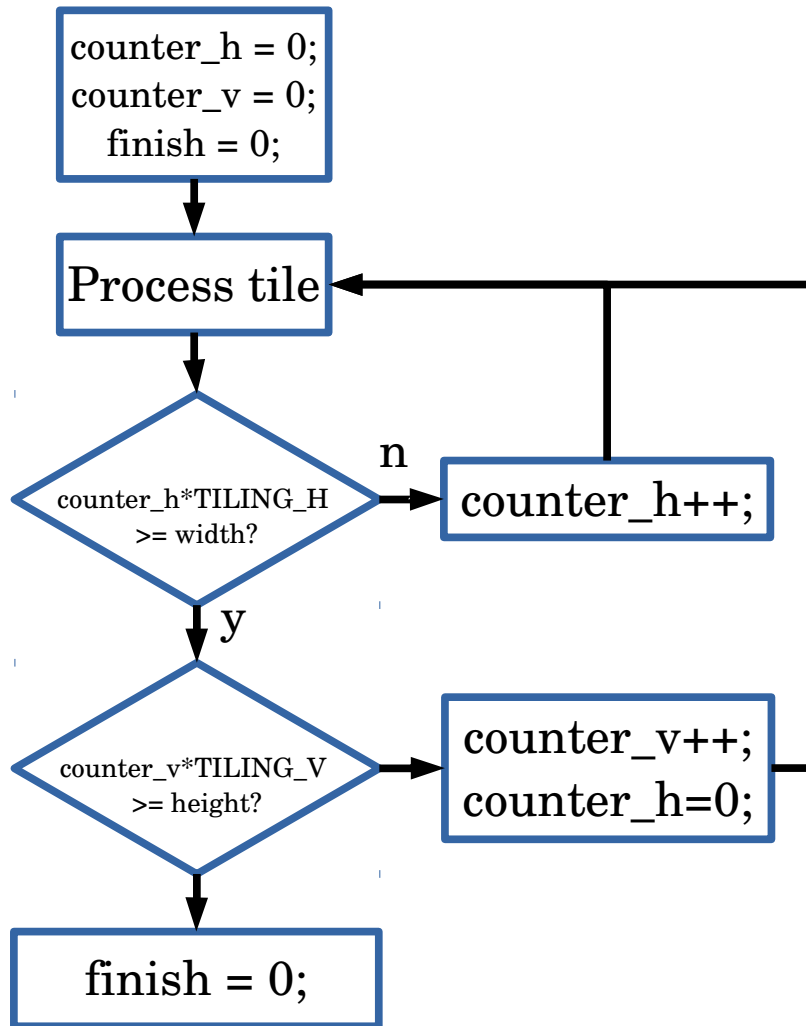 counter_h = 0;
counter_v = 0;
finish = 0;
Process tile
counter_h*TILING_H
>= width?
n
counter_h++;
y
counter_v*TILING_V
>= height?
counter_v++;
counter_h=0;
finish = 0;